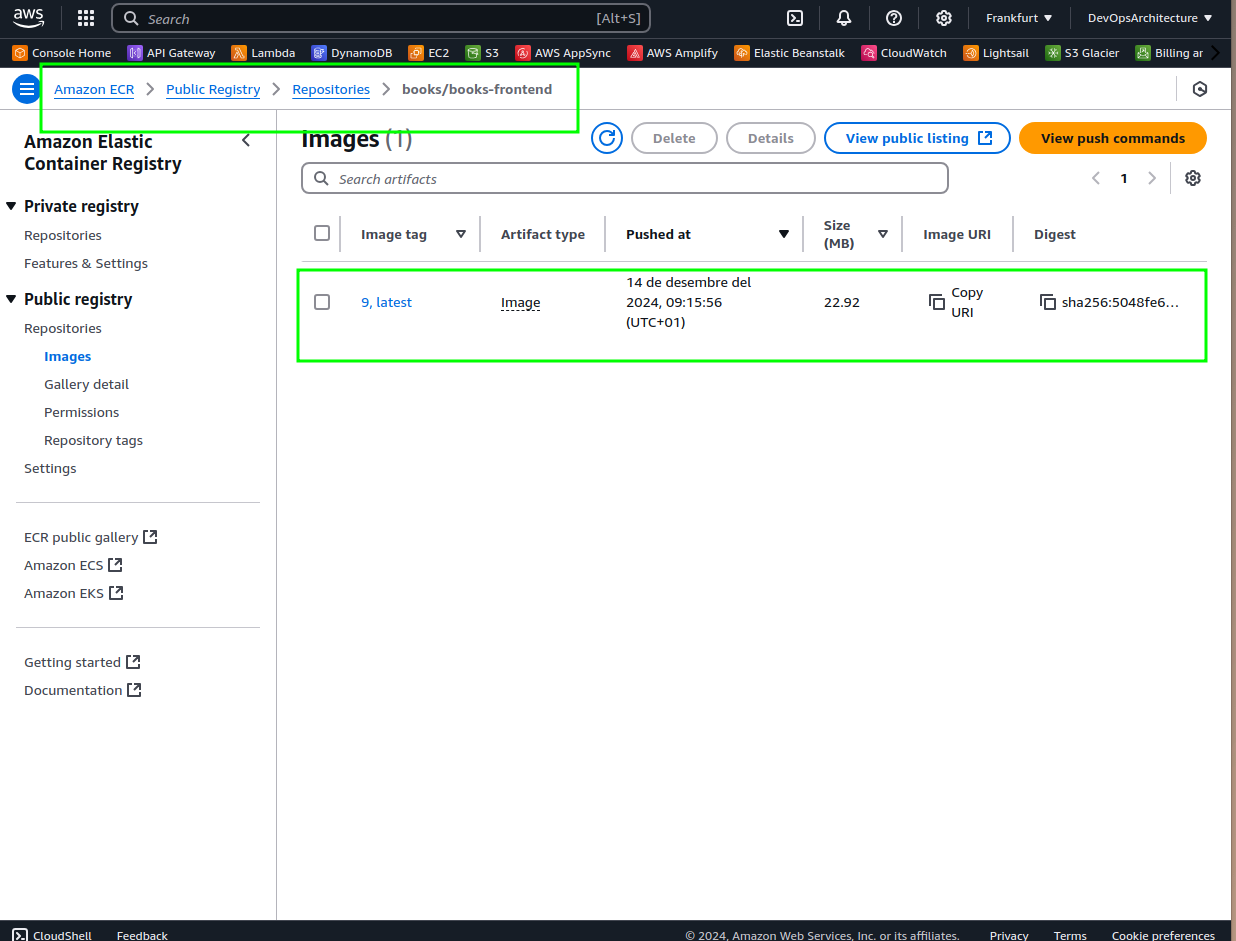 aws
Search [Alt+S]
Frankfurt
DevOpsArchitecture
Console Home API Gateway Lambda DynamoDB EC2 S3 AWS AppSync AWS Amplify Elastic Beanstalk CloudWatch Lightsail S3 Glacier Billing ar
Amazon ECR Public Registry Repositories books/books-frontend
Amazon Elastic
Container Registry
Private registry
Repositories
Features & Settings
Public registry
Repositories
Images
Gallery detail
Permissions
Repository tags
Settings
ECR public gallery
Amazon ECS
Amazon EKS
Getting started
Documentation
Images (1)
Delete
Details
View public listing
View push commands
Search artifacts
1
Image tag
Artifact type
Pushed at
Size
(MB)
Image URI
Digest
9, latest
Image
14 de desembre del
2024, 09:15:56
(UTC+01)
22.92
Copy
URI
sha256:5048fe6...
CloudShell Feedback © 2024, Amazon Web Services, Inc. or its affiliates. Privacy Terms Cookie preferences